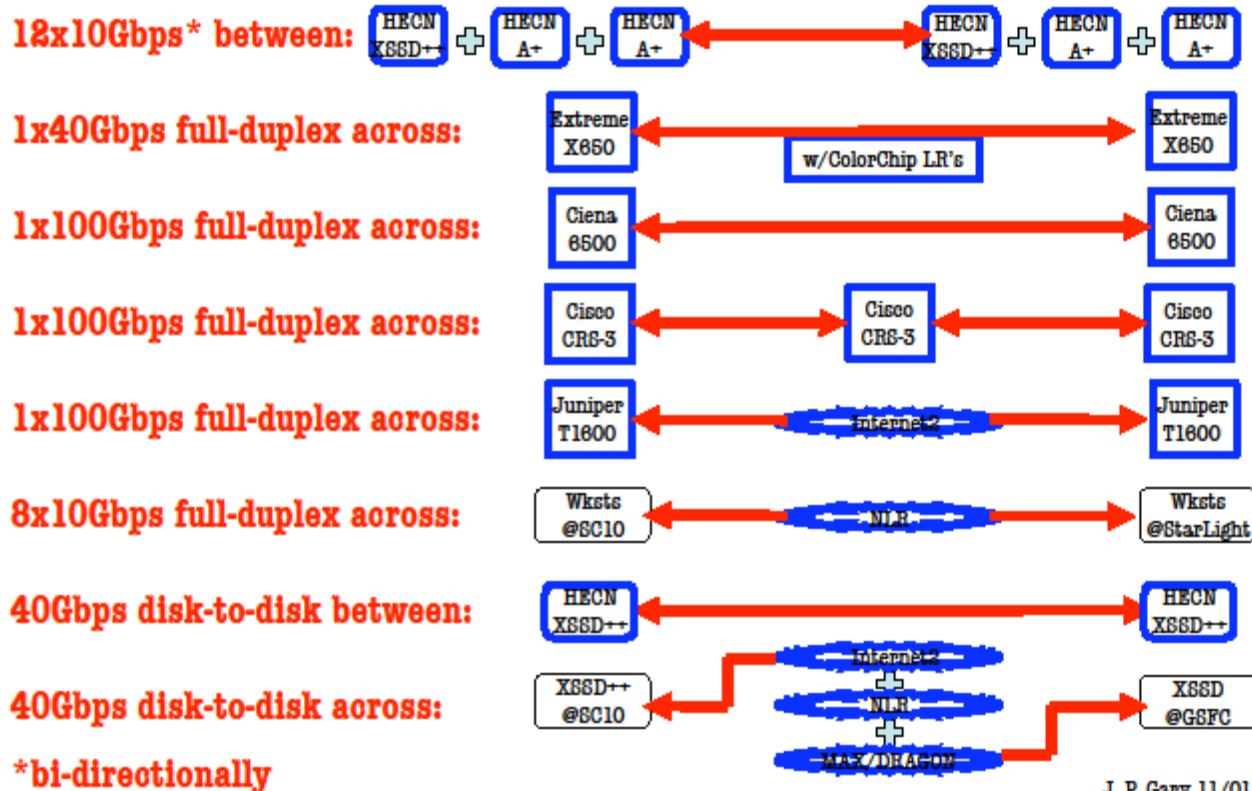 12x10Gbps* between:
HECN XSSD++
HECN A+
HECN A+
HECN XSSD++
HECN A+
HECN A+
1x40Gbps full-duplex across:
Extreme X650
w/ColorChip LR's
Extreme X650
1x100Gbps full-duplex across:
Ciena 6500
Ciena 6500
1x100Gbps full-duplex across:
Cisco CRS-3
Cisco CRS-3
Cisco CRS-3
1x100Gbps full-duplex across:
Juniper T1600
Internet2
Juniper T1600
8x10Gbps full-duplex across:
Wksts @SC10
NLR
Wksts @StarLight
40Gbps disk-to-disk between:
HECN XSSD++
HECN XSSD++
40Gbps disk-to-disk across:
XSSD++ @SC10
Internet2
NLR
MAX/DRAGON
XSSD @GSFC
*bi-directionally